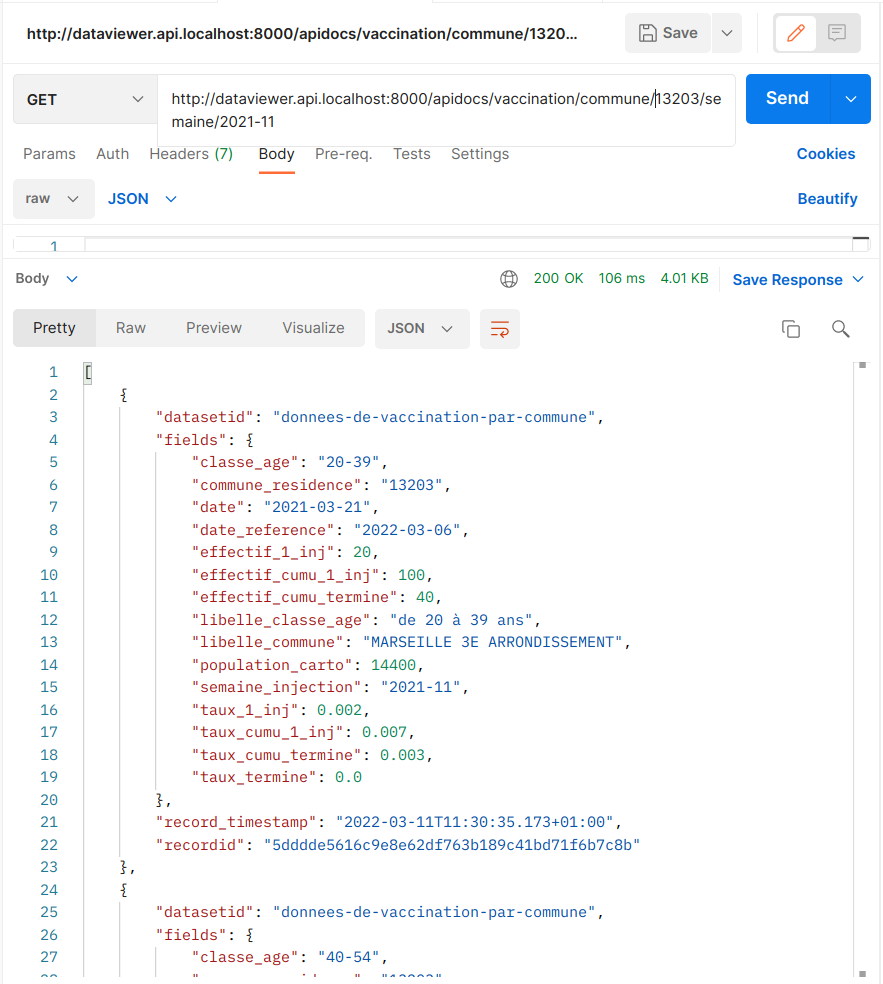 http://dataviewer.api.localhost:8000/apidocs/vaccination/commune/1320...
Save
GET
http://dataviewer.api.localhost:8000/apidocs/vaccination/commune/13203/se
maine/2021-11
Send
Params Auth Headers (7) Body Pre-req. Tests Settings Cookies
raw JSON Beautify
1
Body 200 OK 106 ms 4.01 KB Save Response
Pretty Raw Preview Visualize JSON
1 [
2 {
3 "datasetid": "donnees-de-vaccination-par-commune",
4 "fields": {
5 "classe_age": "20-39",
6 "commune_residence": "13203",
7 "date": "2021-03-21",
8 "date_reference": "2022-03-06",
9 "effectif_1_inj": 20,
10 "effectif_cumu_1_inj": 100,
11 "effectif_cumu_termine": 40,
12 "libelle_classe_age": "de 20 à 39 ans",
13 "libelle_commune": "MARSEILLE 3E ARRONDISSEMENT",
14 "population_carto": 14400,
15 "semaine_injection": "2021-11",
16 "taux_1_inj": 0.002,
17 "taux_cumu_1_inj": 0.007,
18 "taux_cumu_termine": 0.003,
19 "taux_termine": 0.0
20 },
21 "record_timestamp": "2022-03-11T11:30:35.173+01:00",
22 "recordid": "5dddde5616c9e8e62df763b189c41bd71f6b7c8b"
23 },
24 {
25 "datasetid": "donnees-de-vaccination-par-commune",
26 "fields": {
27 "classe_age": "40-54",